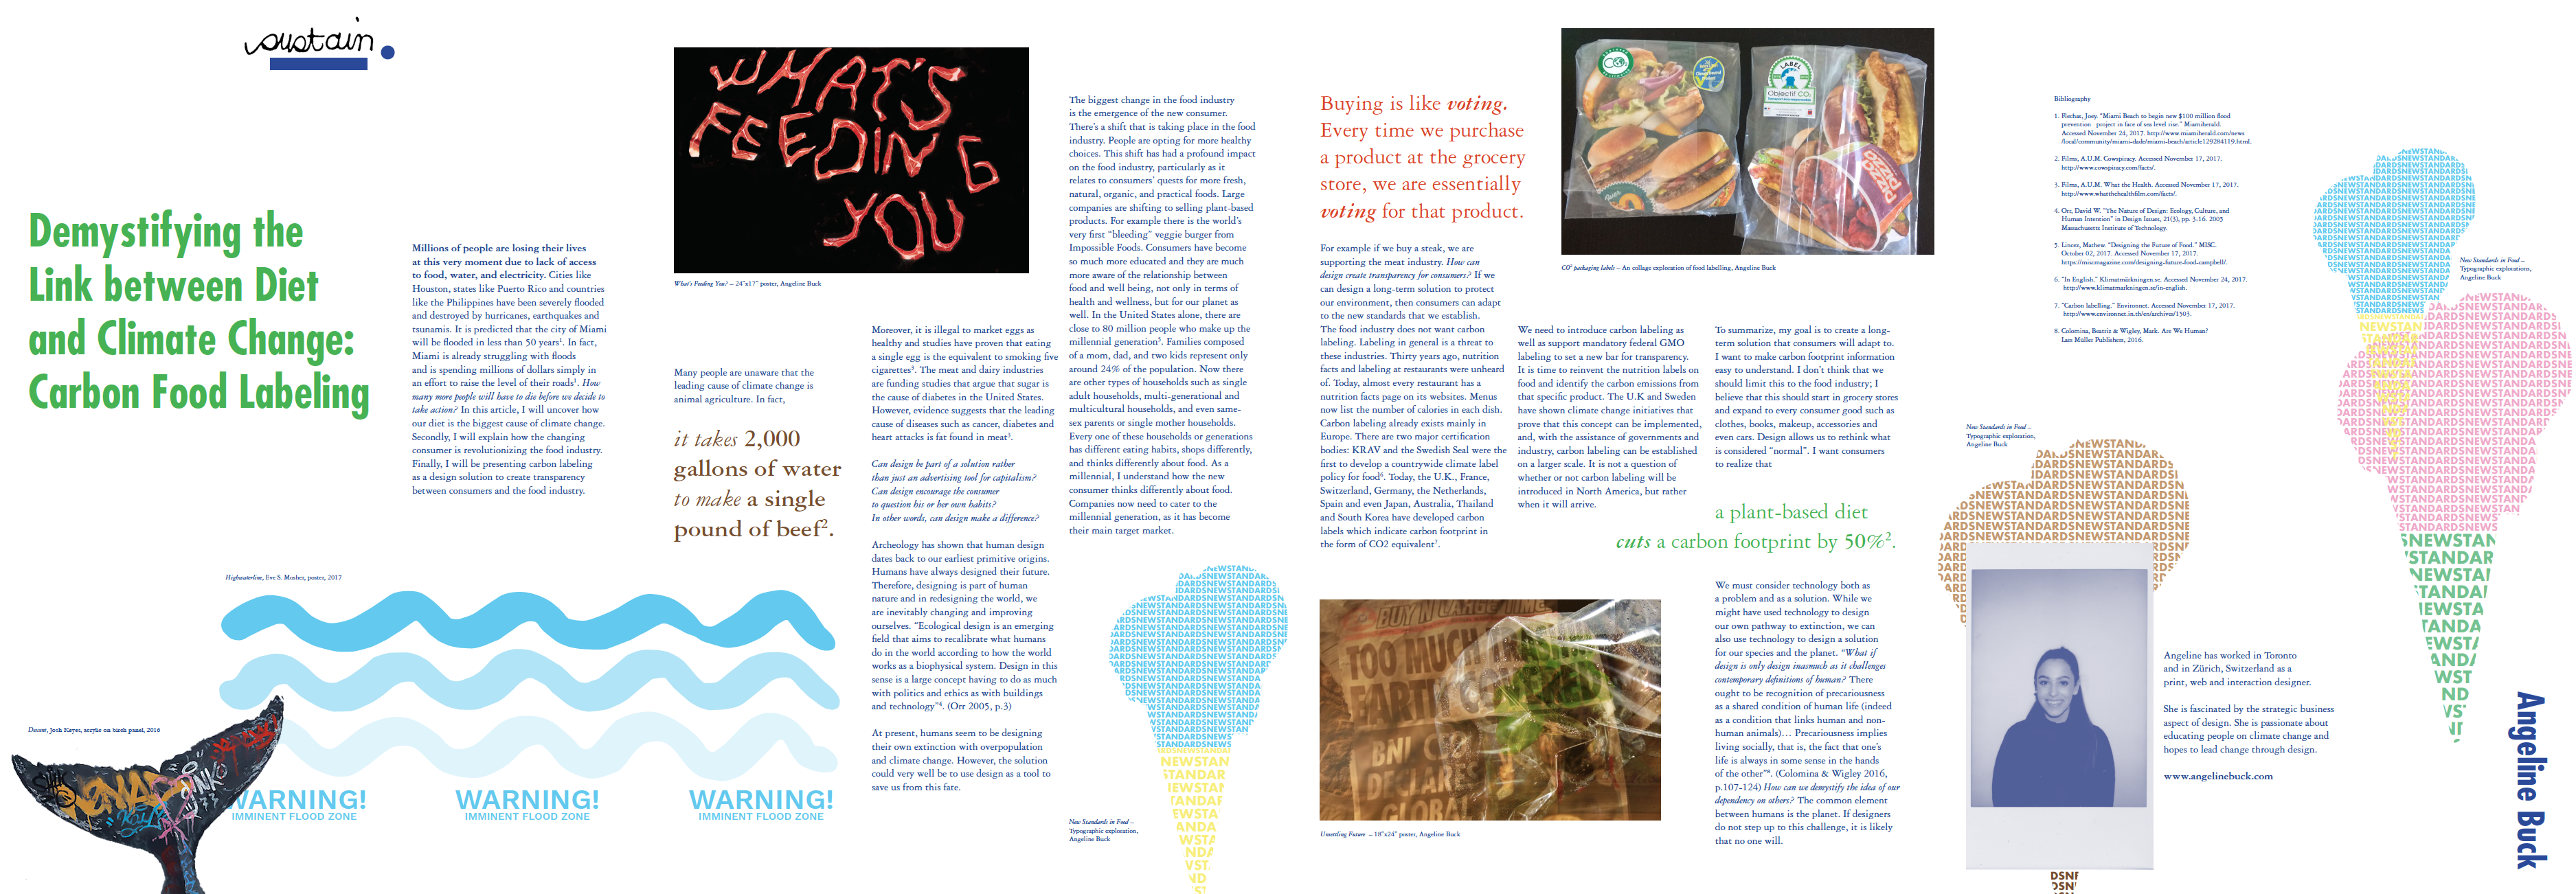 sustain.
Demystifying the
Link between Diet
and Climate Change:
Carbon Food Labeling
Millions of people are losing their lives
at this very moment due to lack of access
to food, water, and electricity. Cities like
Houston, states like Puerto Rico and countries
like the Philippines have been severely flooded
and destroyed by hurricanes, earthquakes and
tsunamis. It is predicted that the city of Miami
will be flooded in less than 50 years¹. In fact,
Miami is already struggling with floods
and is spending millions of dollars simply in
an effort to raise the level of their roads¹. How
many more people will have to die before we decide to
take action? In this article, I will uncover how
our diet is the biggest cause of climate change.
Secondly, I will explain how the changing
consumer is revolutionizing the food industry.
Finally, I will be presenting carbon labeling
as a design solution to create transparency
between consumers and the food industry.
Highwaterline, Eve S. Mosher, poster, 2017
Descent, Josh Keyes, acrylic on birch panel, 2016
WARNING!
IMMINENT FLOOD ZONE
WARNING!
IMMINENT FLOOD ZONE
WARNING!
IMMINENT FLOOD ZONE
WHAT'S
FEEDING
YOU
What's Feeding You? – 24"x17" poster, Angeline Buck
Many people are unaware that the
leading cause of climate change is
animal agriculture. In fact,
it takes 2,000
gallons of water
to make a single
pound of beef².
Moreover, it is illegal to market eggs as
healthy and studies have proven that eating
a single egg is the equivalent to smoking five
cigarettes³. The meat and dairy industries
are funding studies that argue that sugar is
the cause of diabetes in the United States.
However, evidence suggests that the leading
cause of diseases such as cancer, diabetes and
heart attacks is fat found in meat³.
Can design be part of a solution rather
than just an advertising tool for capitalism?
Can design encourage the consumer
to question his or her own habits?
In other words, can design make a difference?
Archeology has shown that human design
dates back to our earliest primitive origins.
Humans have always designed their future.
Therefore, designing is part of human
nature and in redesigning the world, we
are inevitably changing and improving
ourselves. “Ecological design is an emerging
field that aims to recalibrate what humans
do in the world according to how the world
works as a biophysical system. Design in this
sense is a large concept having to do as much
with politics and ethics as with buildings
and technology”⁴. (Orr 2005, p.3)
At present, humans seem to be designing
their own extinction with overpopulation
and climate change. However, the solution
could very well be to use design as a tool to
save us from this fate.
The biggest change in the food industry
is the emergence of the new consumer.
There's a shift that is taking place in the food
industry. People are opting for more healthy
choices. This shift has had a profound impact
on the food industry, particularly as it
relates to consumers' quests for more fresh,
natural, organic, and practical foods. Large
companies are shifting to selling plant-based
products. For example there is the world's
very first “bleeding” veggie burger from
Impossible Foods. Consumers have become
so much more educated and they are much
more aware of the relationship between
food and well being, not only in terms of
health and wellness, but for our planet as
well. In the United States alone, there are
close to 80 million people who make up the
millennial generation⁵. Families composed
of a mom, dad, and two kids represent only
around 24% of the population. Now there
are other types of households such as single
adult households, multi-generational and
multicultural households, and even same-
sex parents or single mother households.
Every one of these households or generations
has different eating habits, shops differently,
and thinks differently about food. As a
millennial, I understand how the new
consumer thinks differently about food.
Companies now need to cater to the
millennial generation, as it has become
their main target market.
New Standards in Food –
Typographic exploration,
Angeline Buck
Buying is like voting.
Every time we purchase
a product at the grocery
store, we are essentially
voting for that product.
For example if we buy a steak, we are
supporting the meat industry. How can
design create transparency for consumers? If we
can design a long-term solution to protect
our environment, then consumers can adapt
to the new standards that we establish.
The food industry does not want carbon
labeling. Labeling in general is a threat to
these industries. Thirty years ago, nutrition
facts and labeling at restaurants were unheard
of. Today, almost every restaurant has a
nutrition facts page on its websites. Menus
now list the number of calories in each dish.
Carbon labeling already exists mainly in
Europe. There are two major certification
bodies: KRAV and the Swedish Seal were the
first to develop a countrywide climate label
policy for food⁶. Today, the U.K., France,
Switzerland, Germany, the Netherlands,
Spain and even Japan, Australia, Thailand
and South Korea have developed carbon
labels which indicate carbon footprint in
the form of CO2 equivalent⁷.
BUY N LARGE
Unsettling Future – 18"x24" poster, Angeline Buck
CO2
LABEL
Objectif CO₂
CO² packaging labels – An collage exploration of food labelling, Angeline Buck
We need to introduce carbon labeling as
well as support mandatory federal GMO
labeling to set a new bar for transparency.
It is time to reinvent the nutrition labels on
food and identify the carbon emissions from
that specific product. The U.K and Sweden
have shown climate change initiatives that
prove that this concept can be implemented,
and, with the assistance of governments and
industry, carbon labeling can be established
on a larger scale. It is not a question of
whether or not carbon labeling will be
introduced in North America, but rather
when it will arrive.
To summarize, my goal is to create a long-
term solution that consumers will adapt to.
I want to make carbon footprint information
easy to understand. I don't think that we
should limit this to the food industry; I
believe that this should start in grocery stores
and expand to every consumer good such as
clothes, books, makeup, accessories and
even cars. Design allows us to rethink what
is considered “normal”. I want consumers
to realize that
a plant-based diet
cuts a carbon footprint by 50%².
We must consider technology both as
a problem and as a solution. While we
might have used technology to design
our own pathway to extinction, we can
also use technology to design a solution
for our species and the planet. “What if
design is only design inasmuch as it challenges
contemporary definitions of human? There
ought to be recognition of precariousness
as a shared condition of human life (indeed
as a condition that links human and non-
human animals)… Precariousness implies
living socially, that is, the fact that one's
life is always in some sense in the hands
of the other”⁸. (Colomina & Wigley 2016,
p.107-124) How can we demystify the idea of our
dependency on others? The common element
between humans is the planet. If designers
do not step up to this challenge, it is likely
that no one will.
New Standards in Food –
Typographic exploration,
Angeline Buck
Bibliography
1. Flechas, Joey. “Miami Beach to begin new $100 million flood
prevention project in face of sea level rise.” Miamiherald.
Accessed November 24, 2017. http://www.miamiherald.com/news
/local/community/miami-dade/miami-beach/article129284119.html.
2. Films, A.U.M. Cowspiracy. Accessed November 17, 2017.
http://www.cowspiracy.com/facts/.
3. Films, A.U.M. What the Health. Accessed November 17, 2017.
http://www.whatthehealthfilm.com/facts/.
4. Orr, David W. “The Nature of Design: Ecology, Culture, and
Human Intention” in Design Issues, 21(3), pp. 3-16. 2005
Massachusetts Institute of Technology.
5. Lincez, Mathew. “Designing the Future of Food.” MISC.
October 02, 2017. Accessed November 17, 2017.
https://miscmagazine.com/designing-future-food-campbell/.
6. “In English.” Klimatmärkningen.se. Accessed November 24, 2017.
http://www.klimatmarkningen.se/in-english.
7. “Carbon labelling.” Environnet. Accessed November 17, 2017.
http://www.environnet.in.th/en/archives/1503.
8. Colomina, Beatriz & Wigley, Mark. Are We Human?
Lars Müller Publishers, 2016.
New Standards in Food –
Typographic explorations,
Angeline Buck
Angeline has worked in Toronto
and in Zürich, Switzerland as a
print, web and interaction designer.
She is fascinated by the strategic business
aspect of design. She is passionate about
educating people on climate change and
hopes to lead change through design.
www.angelinebuck.com
Angeline Buck